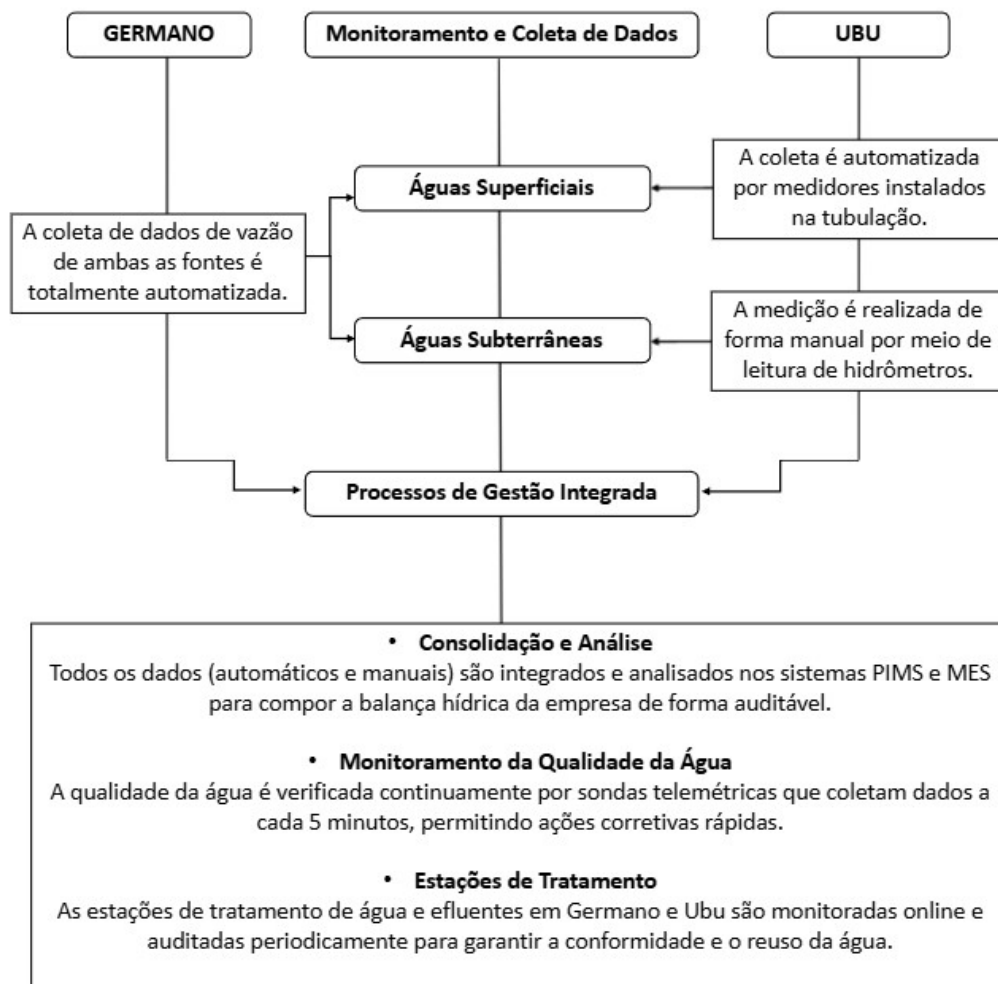 GERMANO
Monitoramento e Coleta de Dados
UBU
Águas Superficiais
A coleta é automatizada
por medidores instalados
na tubulação.
A coleta de dados de vazão
de ambas as fontes é
totalmente automatizada.
Águas Subterrâneas
A medição é realizada de
forma manual por meio de
leitura de hidrômetros.
Processos de Gestão Integrada
• Consolidação e Análise
Todos os dados (automáticos e manuais) são integrados e analisados nos sistemas PIMS e MES
para compor a balança hídrica da empresa de forma auditável.
• Monitoramento da Qualidade da Água
A qualidade da água é verificada continuamente por sondas telemétricas que coletam dados a
cada 5 minutos, permitindo ações corretivas rápidas.
• Estações de Tratamento
As estações de tratamento de água e efluentes em Germano e Ubu são monitoradas online e
auditadas periodicamente para garantir a conformidade e o reuso da água.